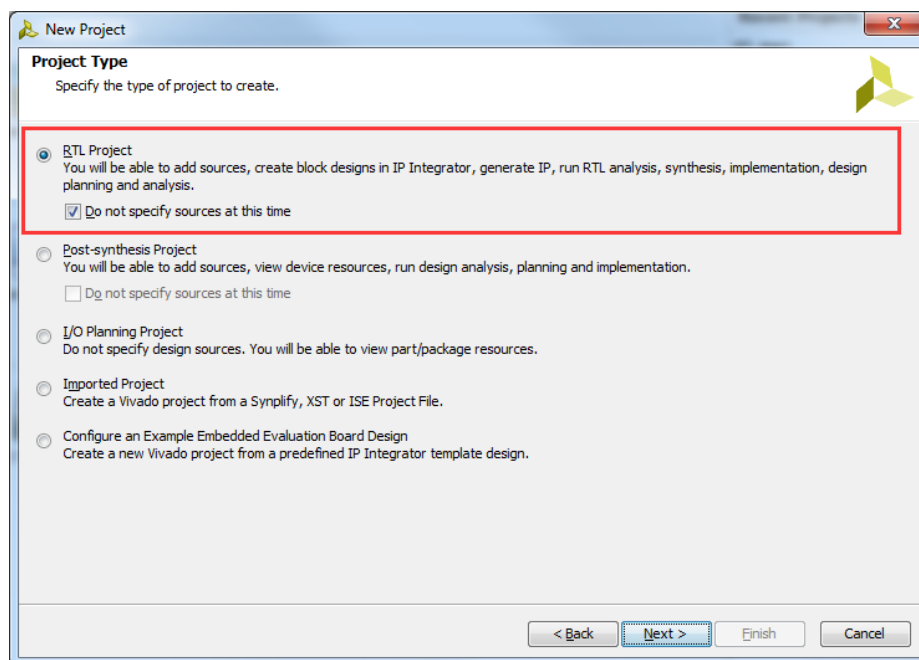 Recent Projects
New Project
Project Type
Specify the type of project to create.
RTL Project
You will be able to add sources, create block designs in IP Integrator, generate IP, run RTL analysis, synthesis, implementation, design
planning and analysis.
Do not specify sources at this time
Post-synthesis Project
You will be able to add sources, view device resources, run design analysis, planning and implementation.
Do not specify sources at this time
I/O Planning Project
Do not specify design sources. You will be able to view part/package resources.
Imported Project
Create a Vivado project from a Synplify, XST or ISE Project File.
Configure an Example Embedded Evaluation Board Design
Create a new Vivado project from a predefined IP Integrator template design.
< Back Next > Finish Cancel